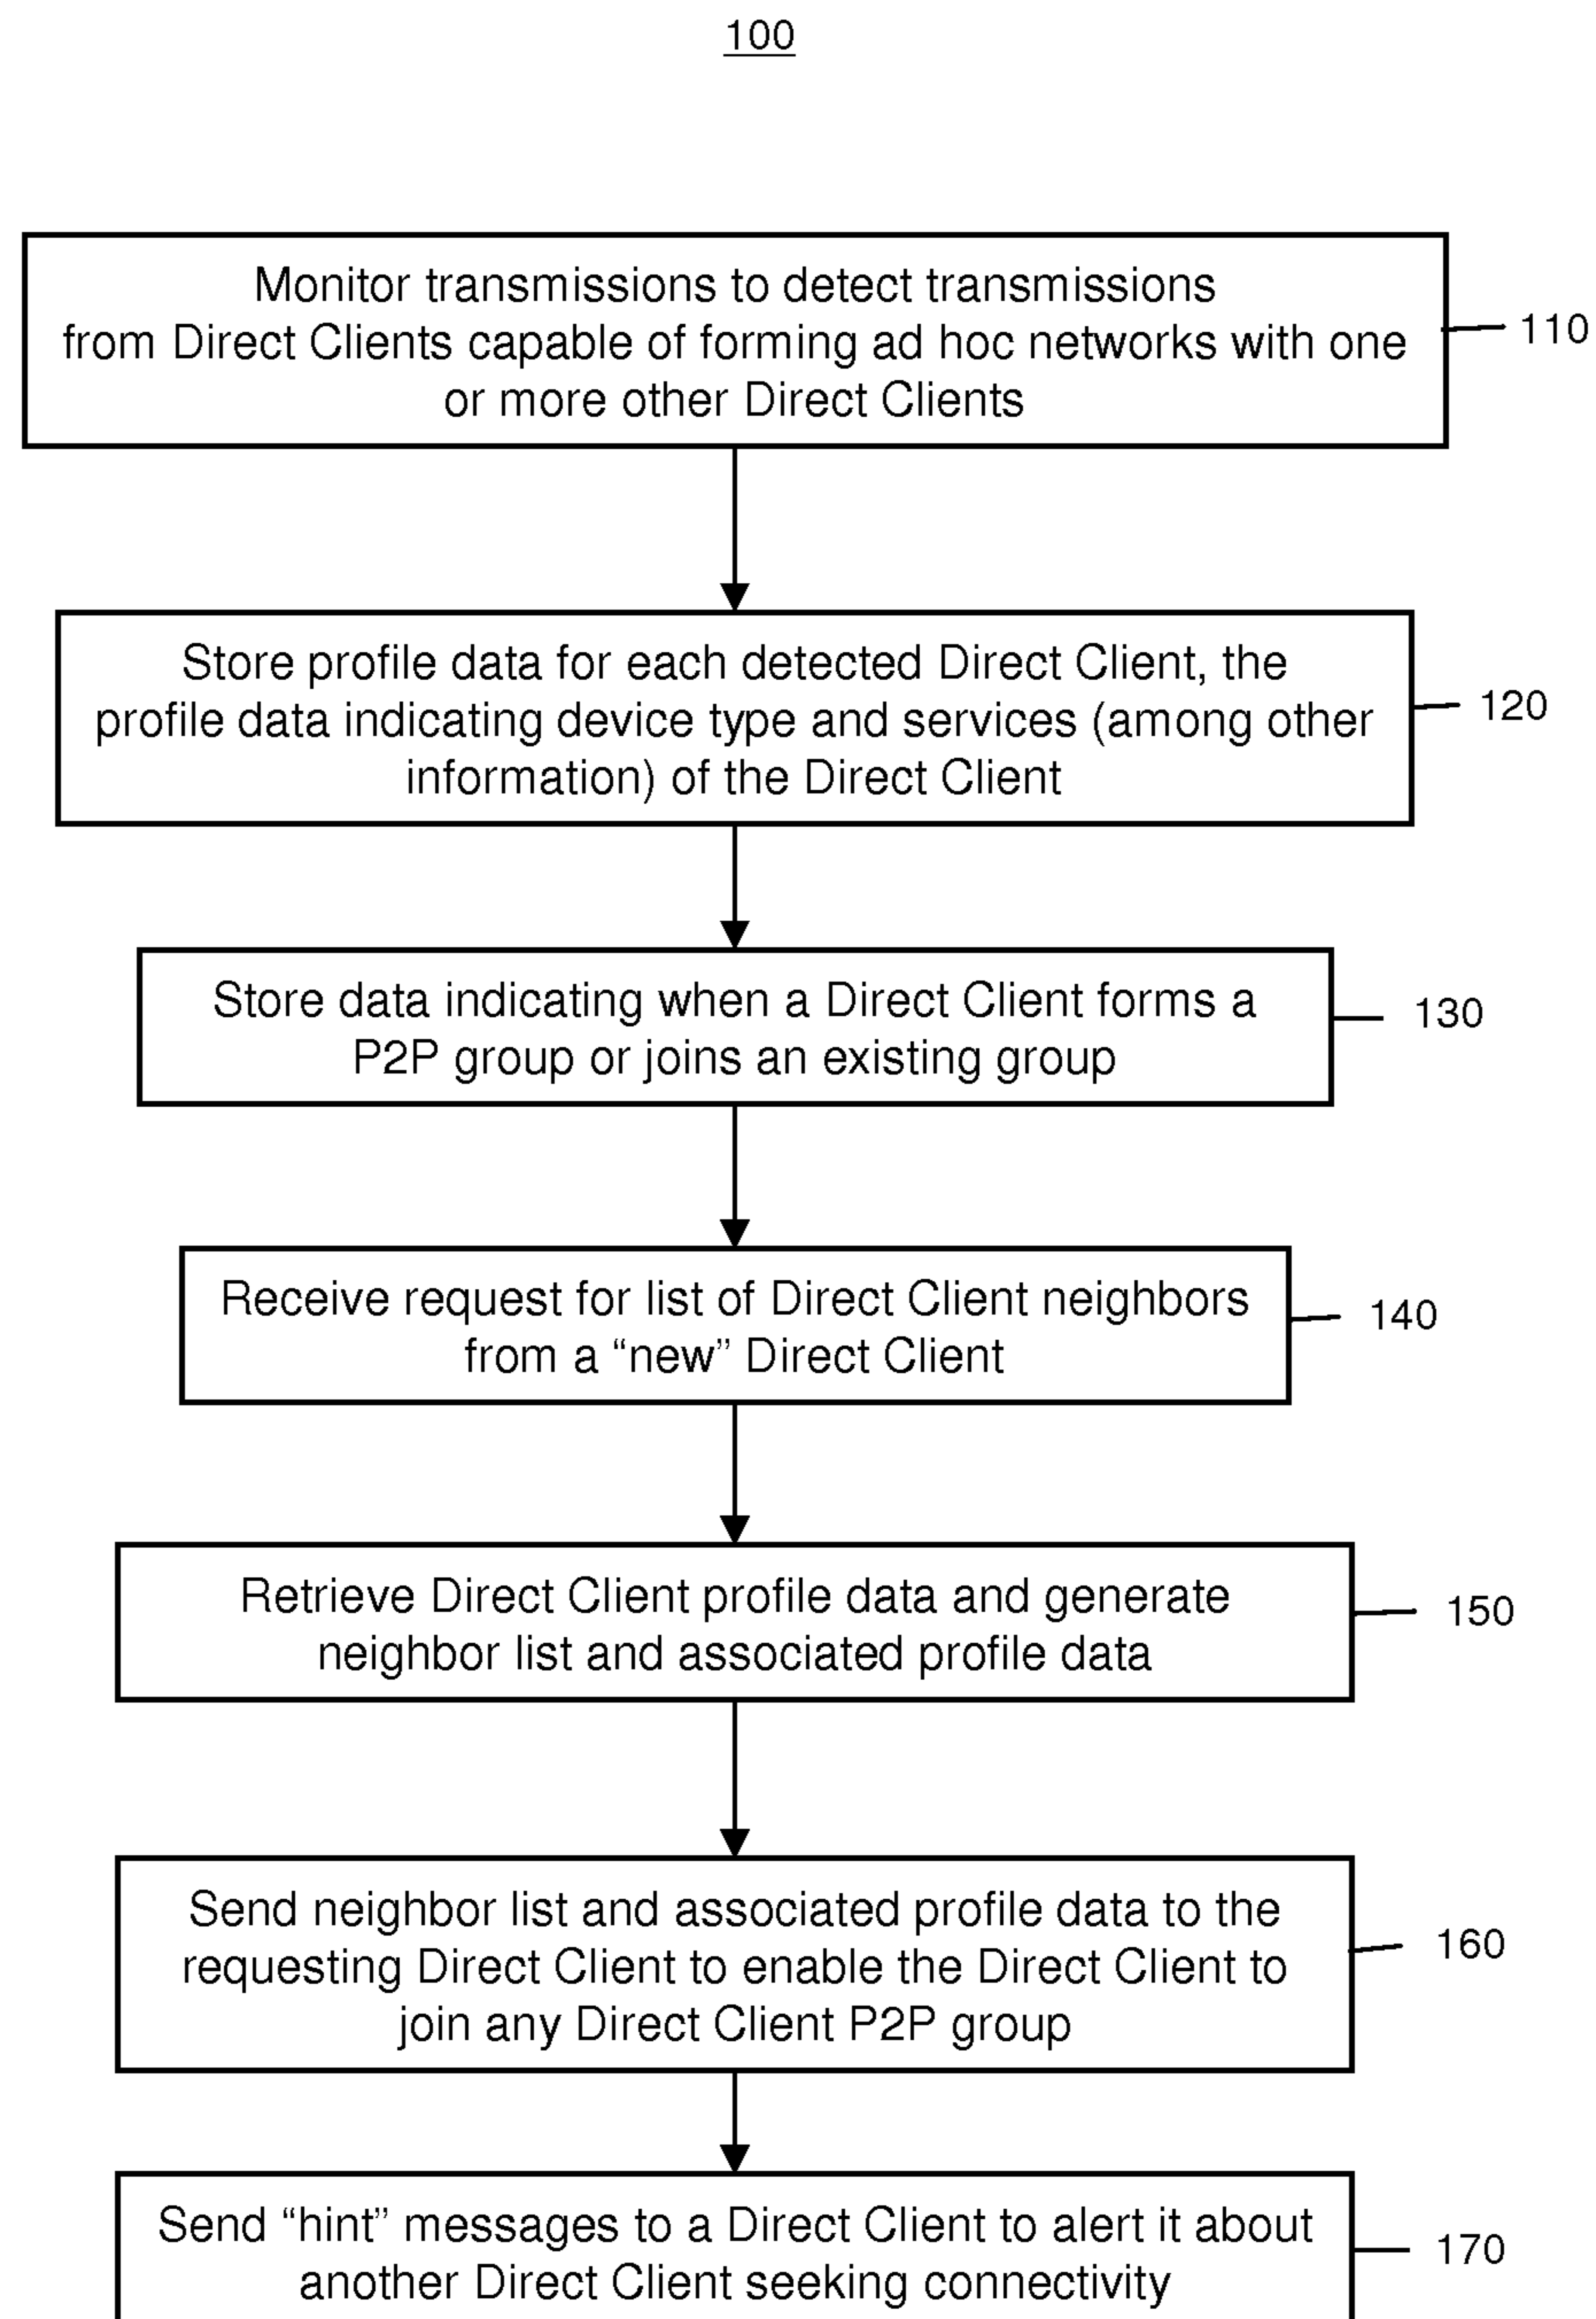 100
Monitor transmissions to detect transmissions
from Direct Clients capable of forming ad hoc networks with one
or more other Direct Clients
110
Store profile data for each detected Direct Client, the
profile data indicating device type and services (among other
information) of the Direct Client
120
Store data indicating when a Direct Client forms a
P2P group or joins an existing group
130
Receive request for list of Direct Client neighbors
from a “new” Direct Client
140
Retrieve Direct Client profile data and generate
neighbor list and associated profile data
150
Send neighbor list and associated profile data to the
requesting Direct Client to enable the Direct Client to
join any Direct Client P2P group
160
Send “hint” messages to a Direct Client to alert it about
another Direct Client seeking connectivity
170